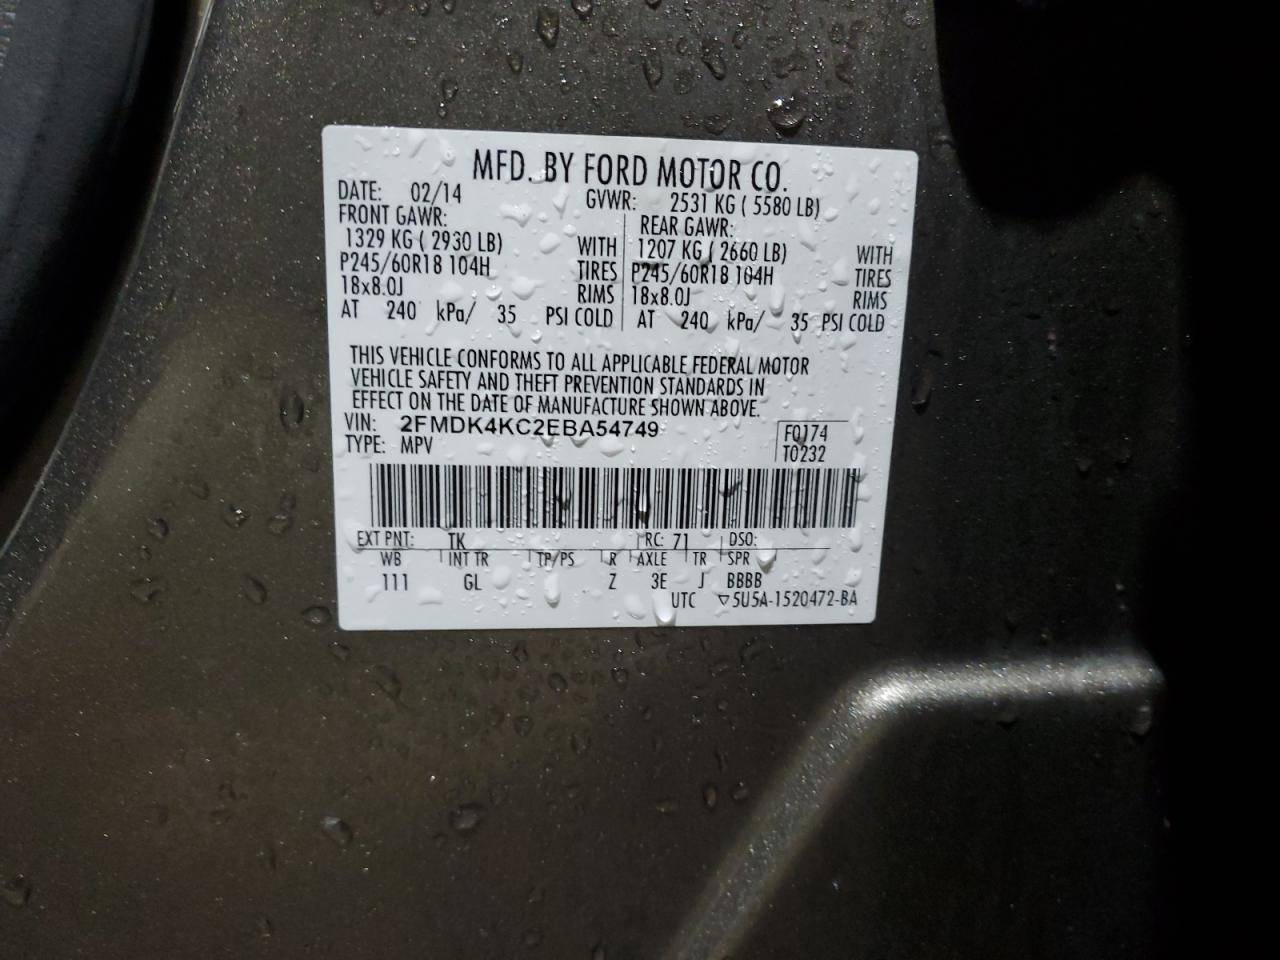 MFD. BY FORD MOTOR CO.
DATE: 02/14 GVWR: 2531 KG ( 5580 LB)
FRONT GAWR: REAR GAWR:
1329 KG ( 2930 LB) WITH 1207 KG ( 2660 LB) WITH
P245/60R18 104H TIRES P245/60R18 104H TIRES
18x8.0J RIMS 18x8.0J RIMS
AT 240 kPa/ 35 PSI COLD AT 240 kPa/ 35 PSI COLD
THIS VEHICLE CONFORMS TO ALL APPLICABLE FEDERAL MOTOR
VEHICLE SAFETY AND THEFT PREVENTION STANDARDS IN
EFFECT ON THE DATE OF MANUFACTURE SHOWN ABOVE.
VIN: 2FMDK4KC2EBA54749 F0174
TYPE: MPV T0232
EXT PNT: TK RC: 71 DSO:
WB INT TR TP/PS R AXLE TR SPR
111 GL Z 3E J BBBB
UTC ▽5U5A-1520472-BA